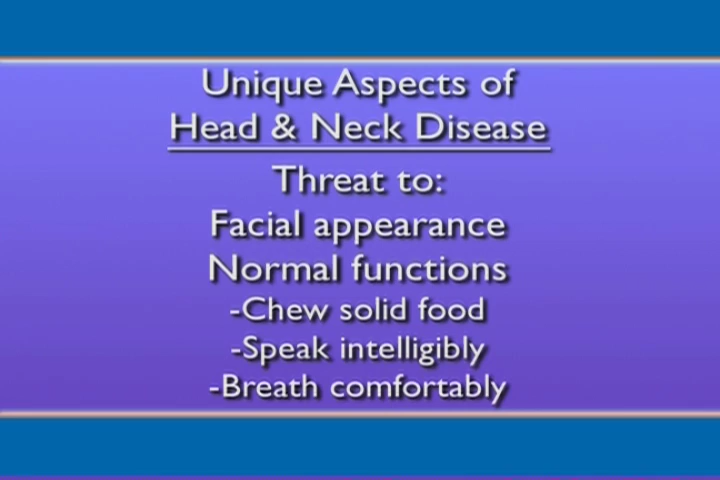 Unique Aspects of
Head & Neck Disease
Threat to:
Facial appearance
Normal functions
-Chew solid food
-Speak intelligibly
-Breath comfortably